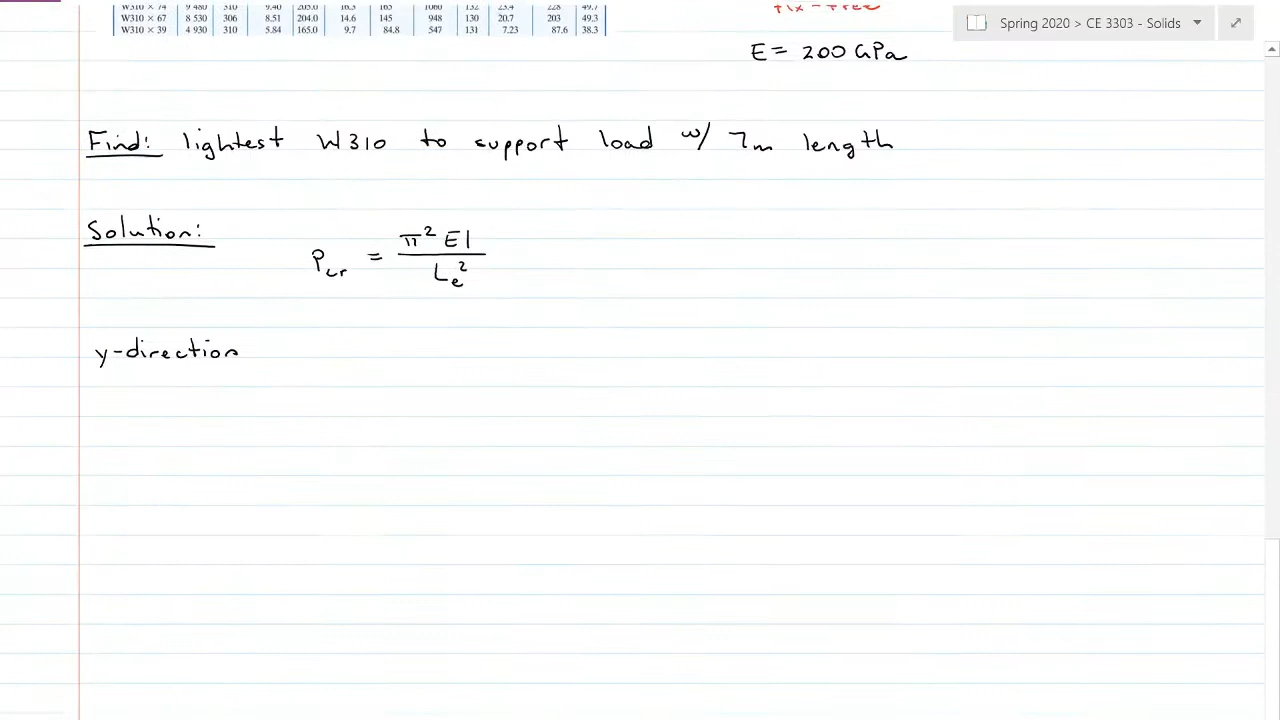 W310 × 74 9 480 310 9.40 205.0 16.3 165 1060 132 23.4 228 49.7
W310 × 67 8 530 306 8.51 204.0 14.6 145 948 130 20.7 203 49.3
W310 × 39 4 930 310 5.84 165.0 9.7 84.8 547 131 7.23 87.6 38.3
fix-free
Spring 2020 > CE 3303 - Solids
E = 200 GPa
Find: lightest W310 to support load w/ 7m length
Solution: Pcr = π² EI / Le²
y-direction